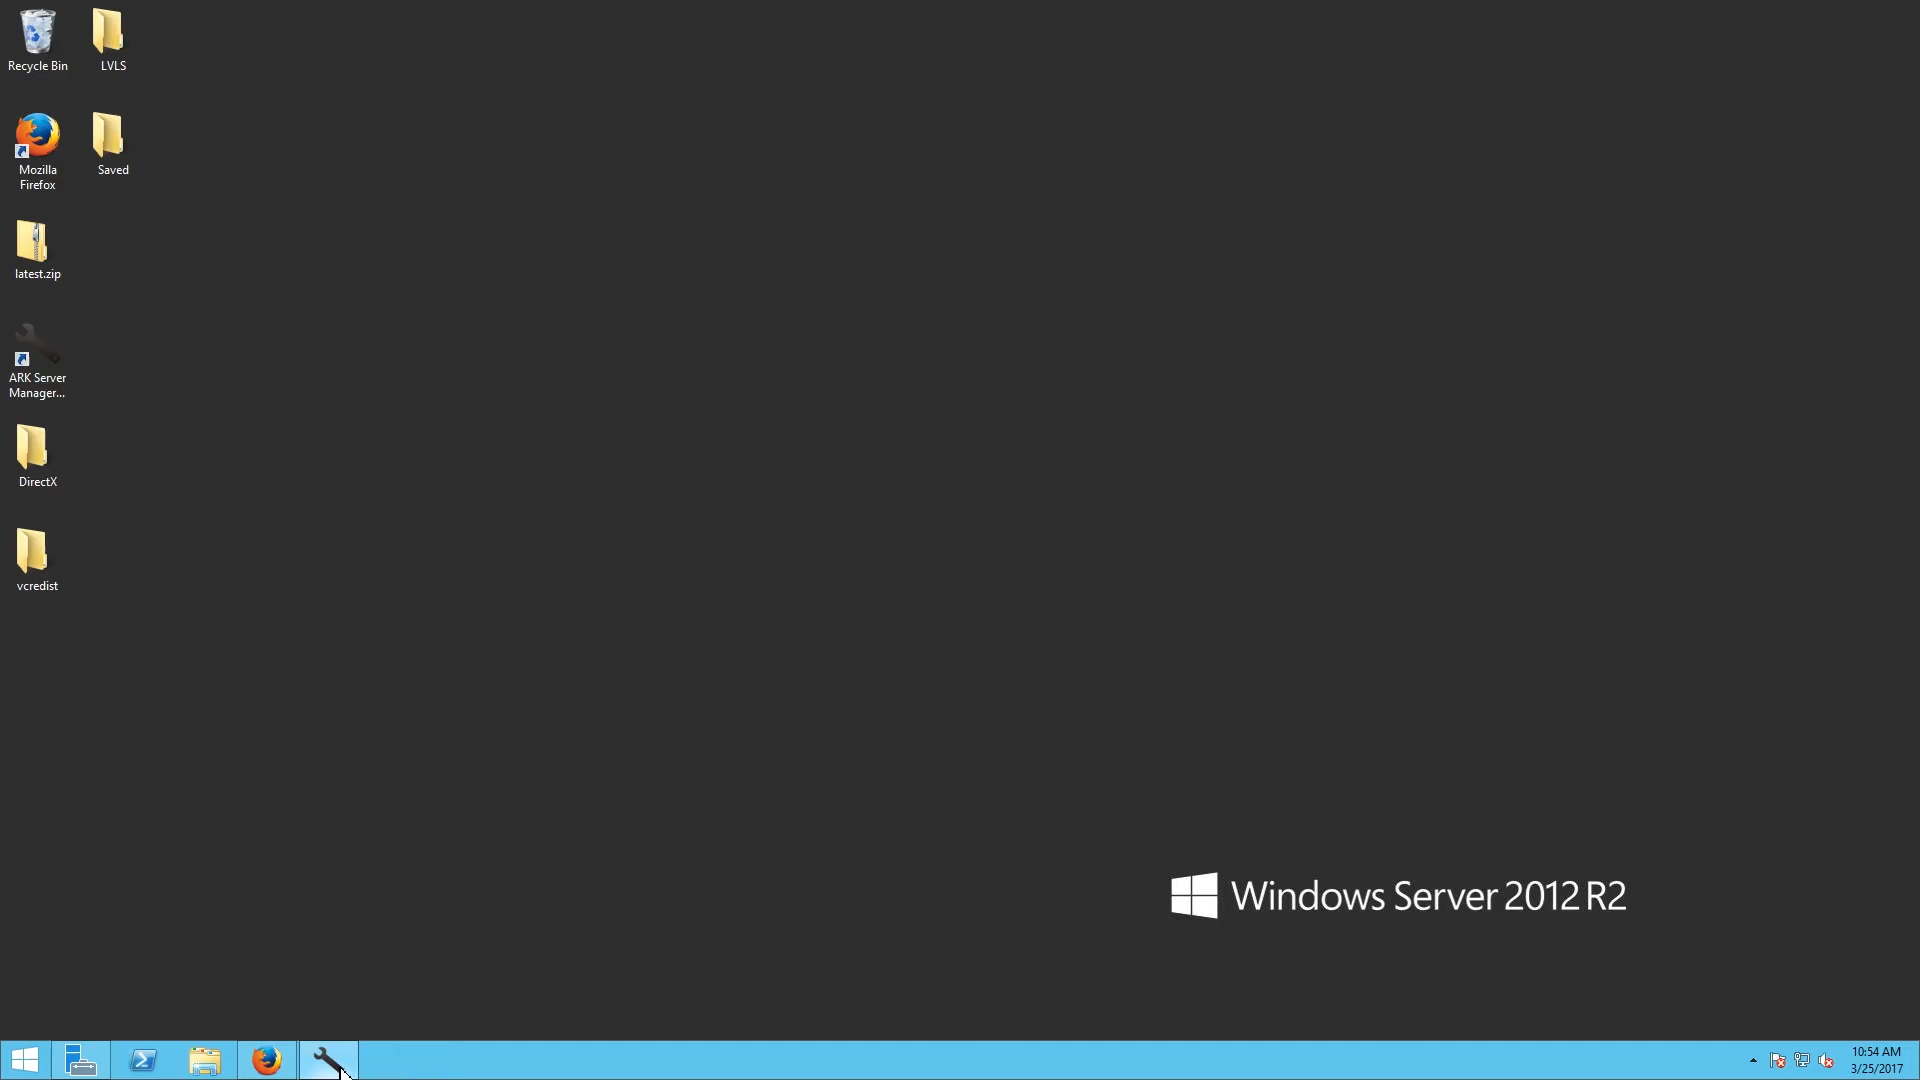 Recycle Bin
LVLS
Mozilla
Firefox
Saved
latest.zip
ARK Server
Manager...
DirectX
vcredist
Windows Server 2012 R2
10:54 AM
3/25/2017